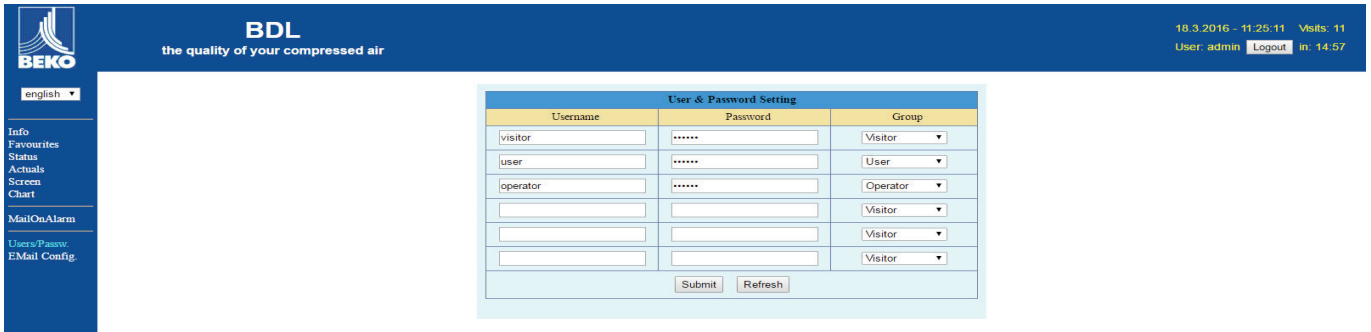 BEKO
BDL
the quality of your compressed air
18.3.2016 - 11:25:11 Visits: 11
User: admin Logout in: 14:57
english
Info
Favourites
Status
Actuals
Screen
Chart
MailOnAlarm
Users/Passw.
EMail Config.
User & Password Setting
Username Password Group
visitor •••••• Visitor
user •••••• User
operator •••••• Operator
Visitor
Visitor
Visitor
Submit Refresh